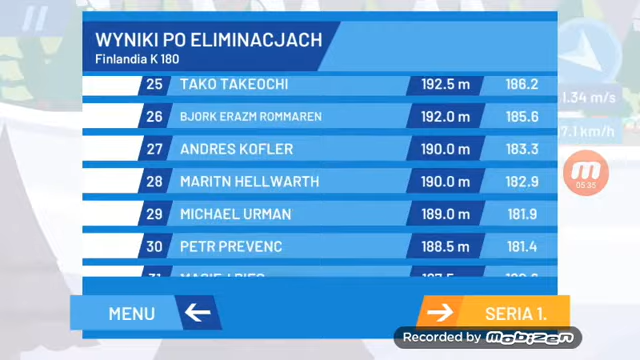 WYNIKI PO ELIMINACJACH
Finlandia K 180
25 TAKO TAKEOCHI 192.5 m 186.2
26 BJORK ERAZM ROMMAREN 192.0 m 185.6
27 ANDRES KOFLER 190.0 m 183.3
28 MARITN HELLWARTH 190.0 m 182.9
29 MICHAEL URMAN 189.0 m 181.9
30 PETR PREVENC 188.5 m 181.4
31
1.34 m/s
7.1 km/h
05:35
MENU
SERIA 1.
Recorded by MOBIZEN